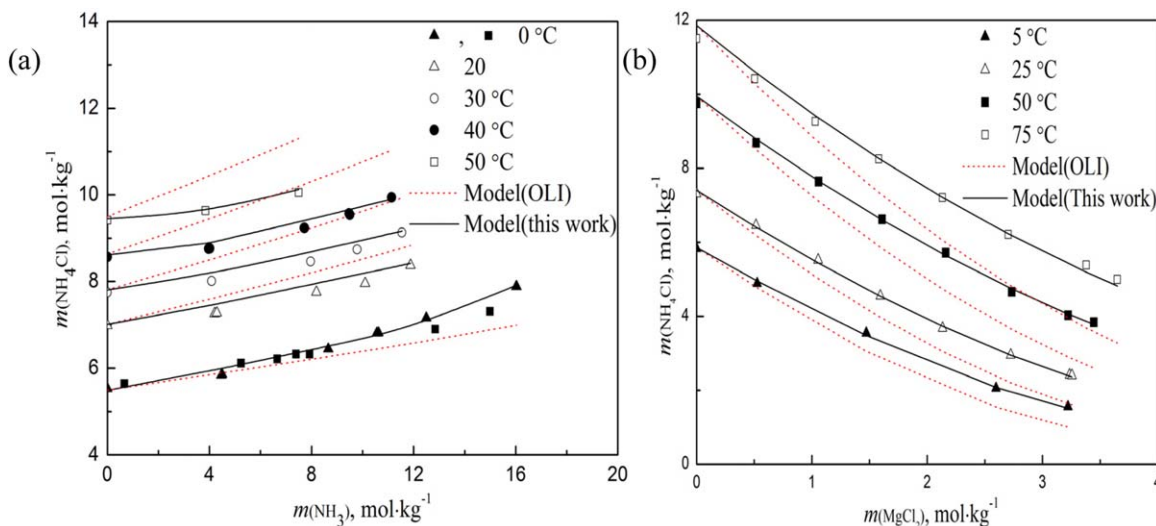 (a)
14
12
10
8
6
4
m(NH₄Cl), mol·kg⁻¹
0 4 8 12 16 20
m(NH₃), mol·kg⁻¹
, 0 °C
20
30 °C
40 °C
50 °C
Model(OLI)
Model(this work)
(b)
12
8
4
0
m(NH₄Cl), mol·kg⁻¹
0 1 2 3 4
m(MgCl₂), mol·kg⁻¹
5 °C
25 °C
50 °C
75 °C
Model(OLI)
Model(This work)